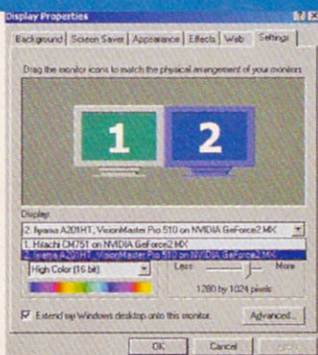 Display Properties
Background Screen Saver Appearance Effects Web Settings
Drag the monitor icons to match the physical arrangement of your monitors
1 2
Display:
2. Iiyama A201HT, VisionMaster Pro 510 on NVIDIA GeForce2 MX
1. Hitachi CM751 on NVIDIA GeForce2 MX
2. Iiyama A201HT, VisionMaster Pro 510 on NVIDIA GeForce2 MX
High Color (16 bit) Less More
1280 by 1024 pixels
Extend my Windows desktop onto this monitor. Advanced...
OK Cancel Apply